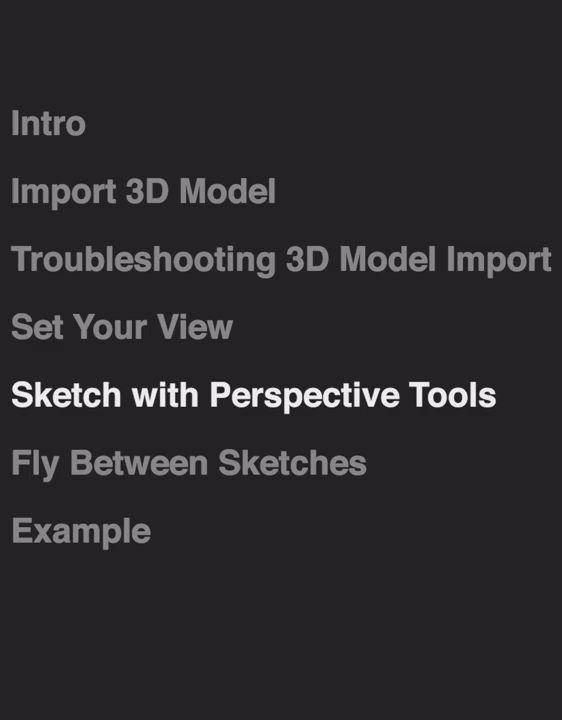 Intro
Import 3D Model
Troubleshooting 3D Model Import
Set Your View
Sketch with Perspective Tools
Fly Between Sketches
Example